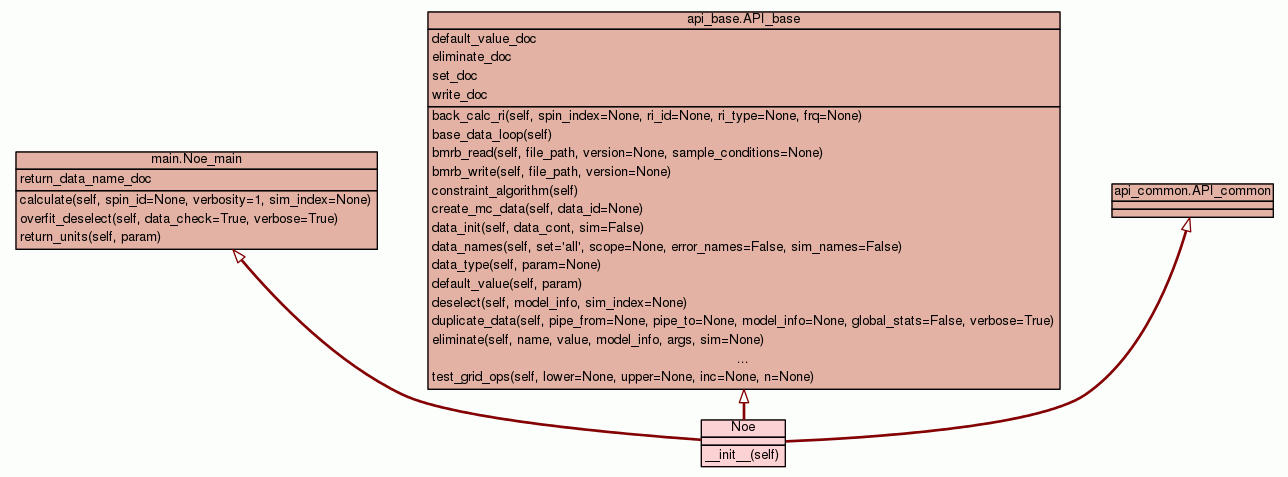 api_base.API_base
default_value_doc
eliminate_doc
set_doc
write_doc
back_calc_ri(self, spin_index=None, ri_id=None, ri_type=None, frq=None)
base_data_loop(self)
bmrb_read(self, file_path, version=None, sample_conditions=None)
bmrb_write(self, file_path, version=None)
constraint_algorithm(self)
create_mc_data(self, data_id=None)
data_init(self, data_cont, sim=False)
data_names(self, set='all', scope=None, error_names=False, sim_names=False)
data_type(self, param=None)
default_value(self, param)
deselect(self, model_info, sim_index=None)
duplicate_data(self, pipe_from=None, pipe_to=None, model_info=None, global_stats=False, verbose=True)
eliminate(self, name, value, model_info, args, sim=None)
...
test_grid_ops(self, lower=None, upper=None, inc=None, n=None)
main.Noe_main
return_data_name_doc
calculate(self, spin_id=None, verbosity=1, sim_index=None)
overfit_deselect(self, data_check=True, verbose=True)
return_units(self, param)
api_common.API_common
Noe
__init__(self)